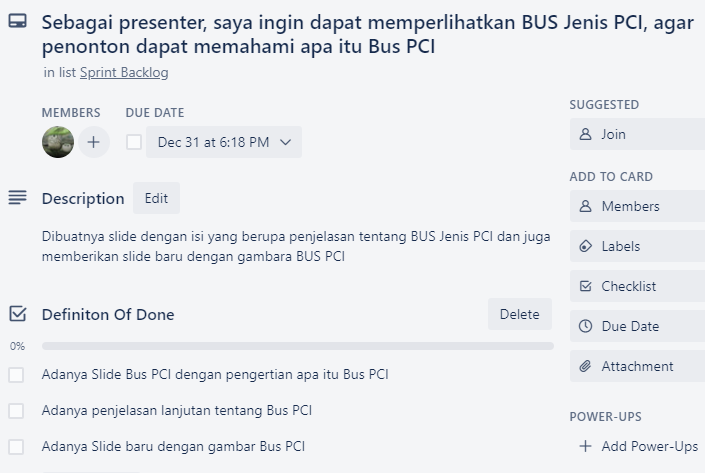 Sebagai presenter, saya ingin dapat memperlihatkan BUS Jenis PCI, agar
penonton dapat memahami apa itu Bus PCI
in list Sprint Backlog
MEMBERS
DUE DATE
Dec 31 at 6:18 PM
Description
Edit
Dibuatnya slide dengan isi yang berupa penjelasan tentang BUS Jenis PCI dan juga
memberikan slide baru dengan gambara BUS PCI
Definiton Of Done
Delete
0%
Adanya Slide Bus PCI dengan pengertian apa itu Bus PCI
Adanya penjelasan lanjutan tentang Bus PCI
Adanya Slide baru dengan gambar Bus PCI
SUGGESTED
Join
ADD TO CARD
Members
Labels
Checklist
Due Date
Attachment
POWER-UPS
Add Power-Ups